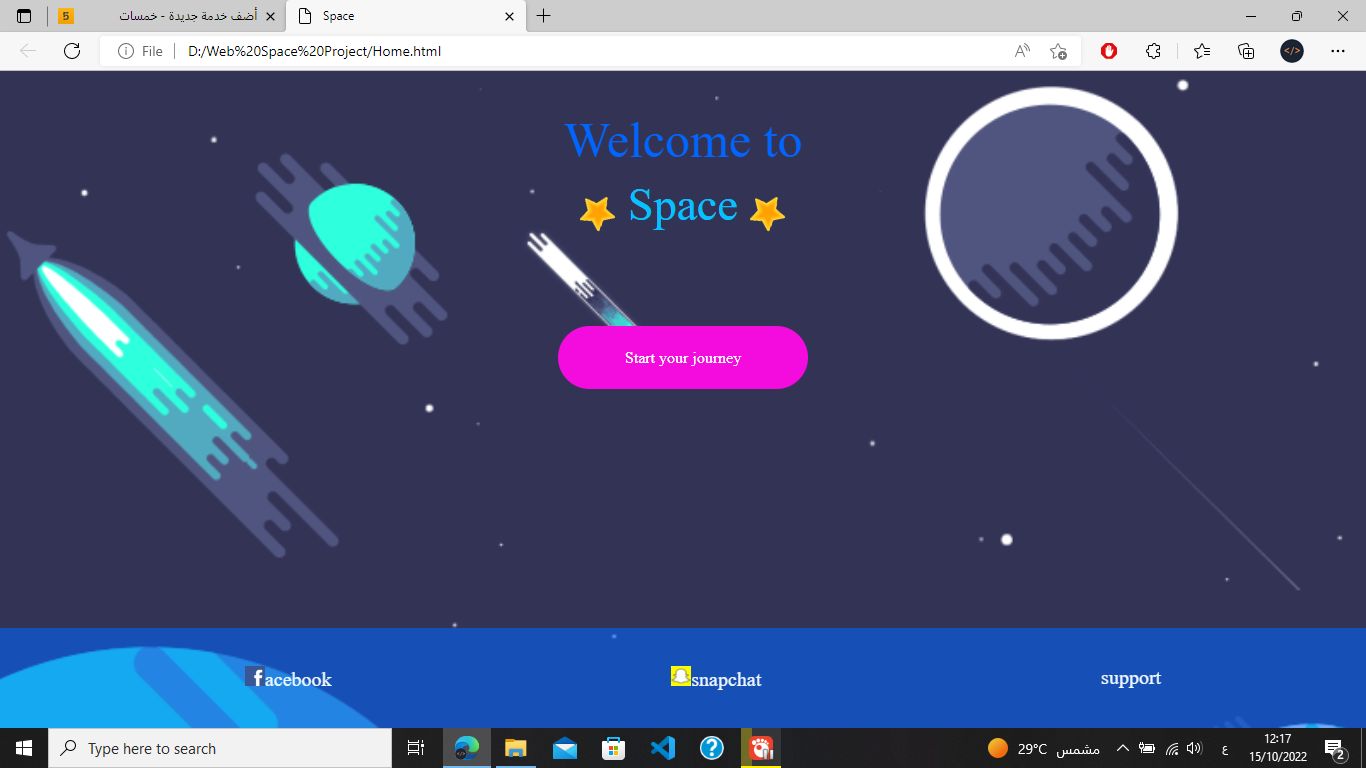 5
أضف خدمة جديدة - خمسات
Space
File
D:/Web%20Space%20Project/Home.html
A
</>
Welcome to
Space
Start your journey
facebook
snapchat
support
Type here to search
29°C مشمس
ع
12:17
15/10/2022
2